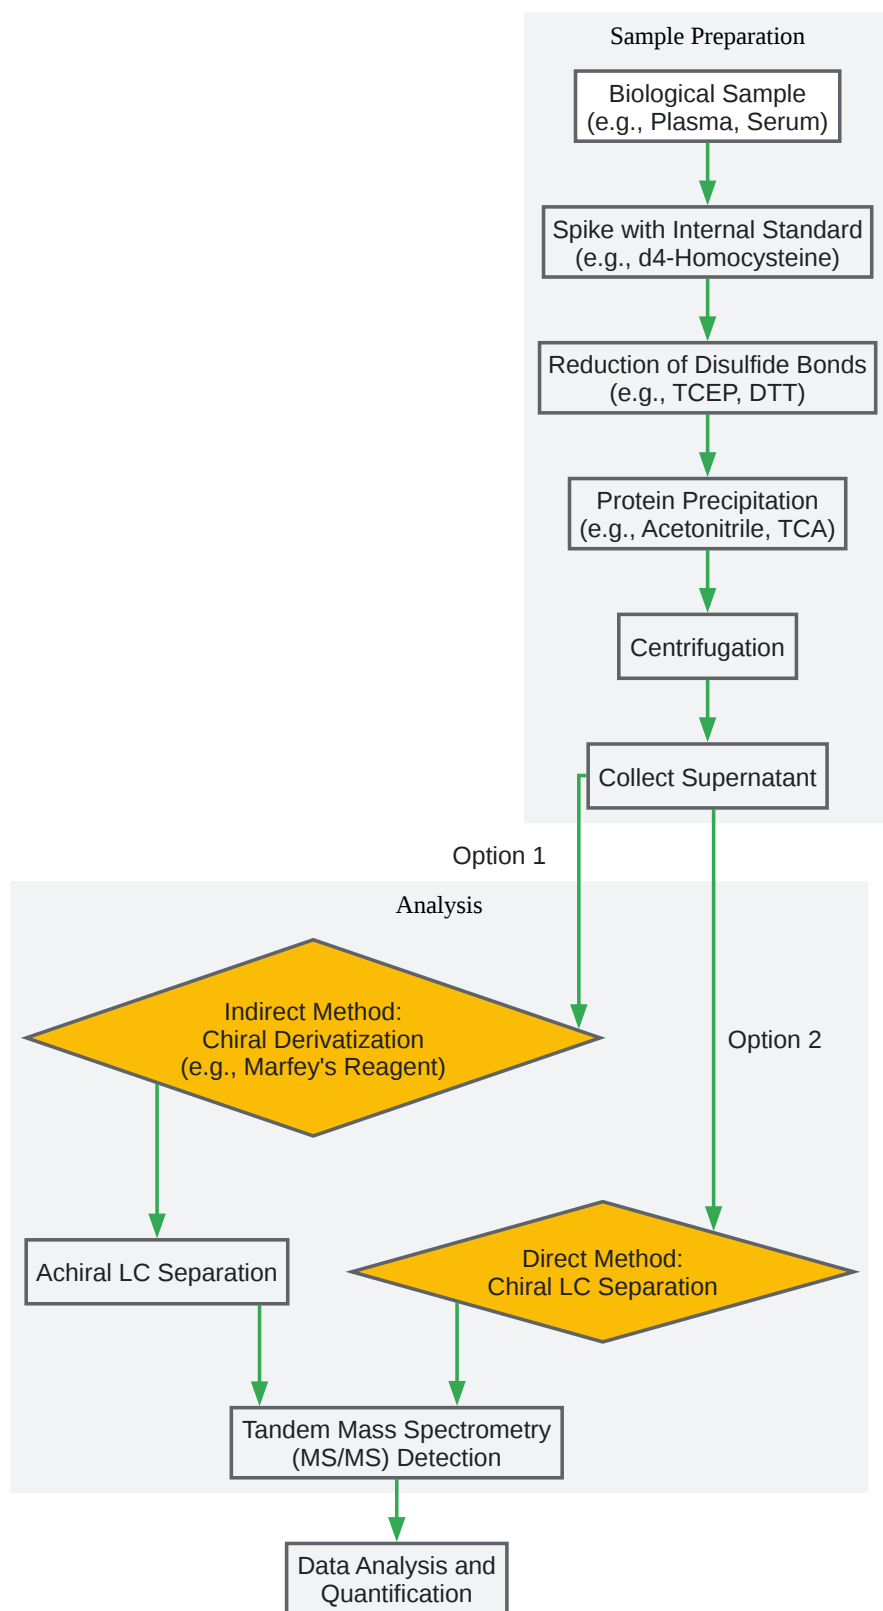 Sample Preparation
Biological Sample
(e.g., Plasma, Serum)
Spike with Internal Standard
(e.g., d4-Homocysteine)
Reduction of Disulfide Bonds
(e.g., TCEP, DTT)
Protein Precipitation
(e.g., Acetonitrile, TCA)
Centrifugation
Collect Supernatant
Option 1
Analysis
Indirect Method:
Chiral Derivatization
(e.g., Marfey's Reagent)
Option 2
Achiral LC Separation
Direct Method:
Chiral LC Separation
Tandem Mass Spectrometry
(MS/MS) Detection
Data Analysis and
Quantification